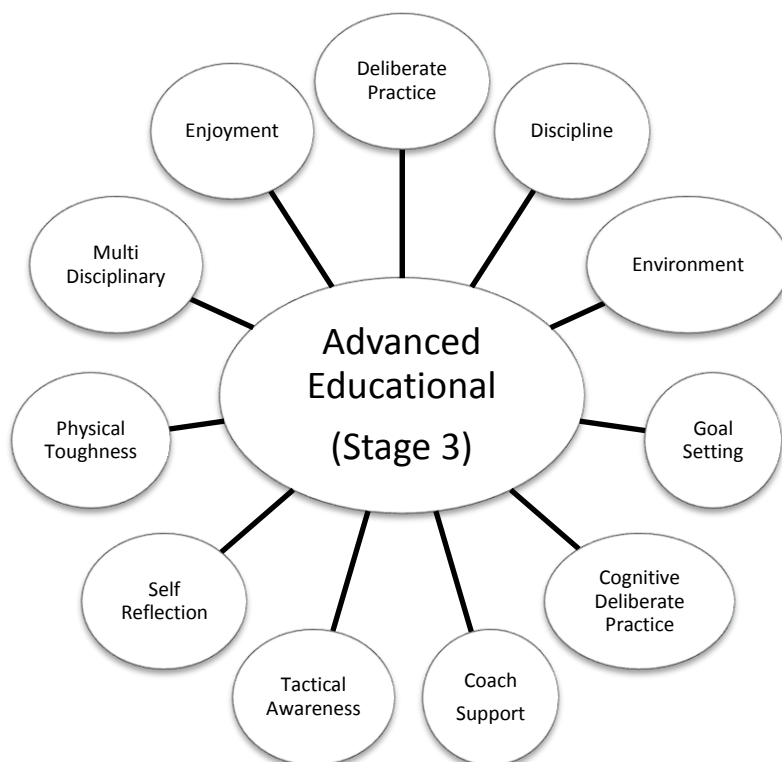 Deliberate
Practice
Discipline
Environment
Goal
Setting
Cognitive
Deliberate
Practice
Coach
Support
Tactical
Awareness
Self
Reflection
Physical
Toughness
Multi
Disciplinary
Enjoyment
Advanced
Educational
(Stage 3)